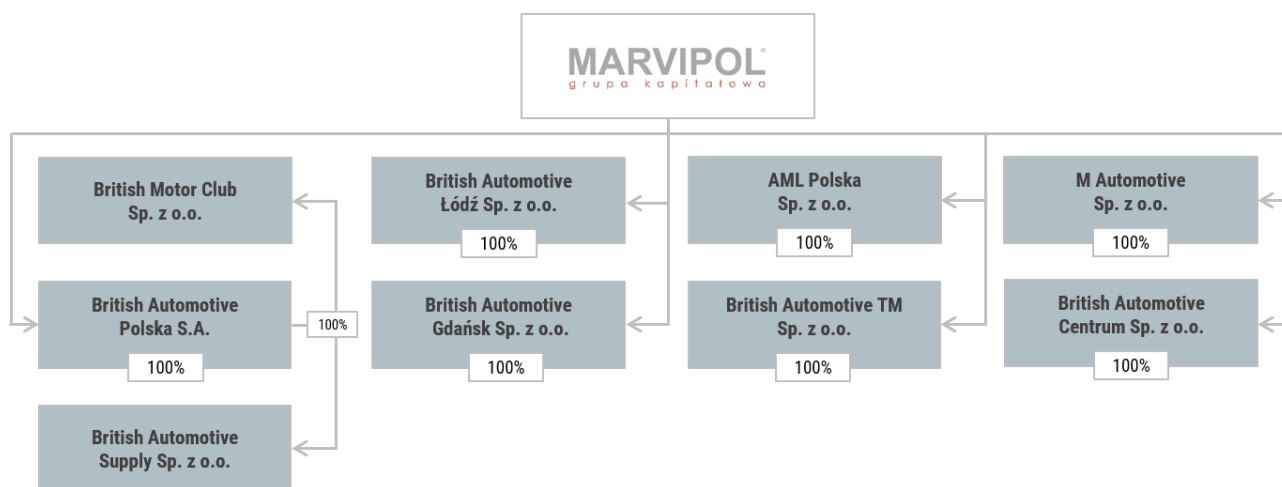 MARVIPOL®
grupa kapitałowa
British Motor Club
Sp. z o.o.
British Automotive
Łódź Sp. z o.o.
100%
AML Polska
Sp. z o.o.
100%
M Automotive
Sp. z o.o.
100%
British Automotive
Polska S.A.
100%
100%
British Automotive
Gdańsk Sp. z o.o.
100%
British Automotive TM
Sp. z o.o.
100%
British Automotive
Centrum Sp. z o.o.
100%
British Automotive
Supply Sp. z o.o.